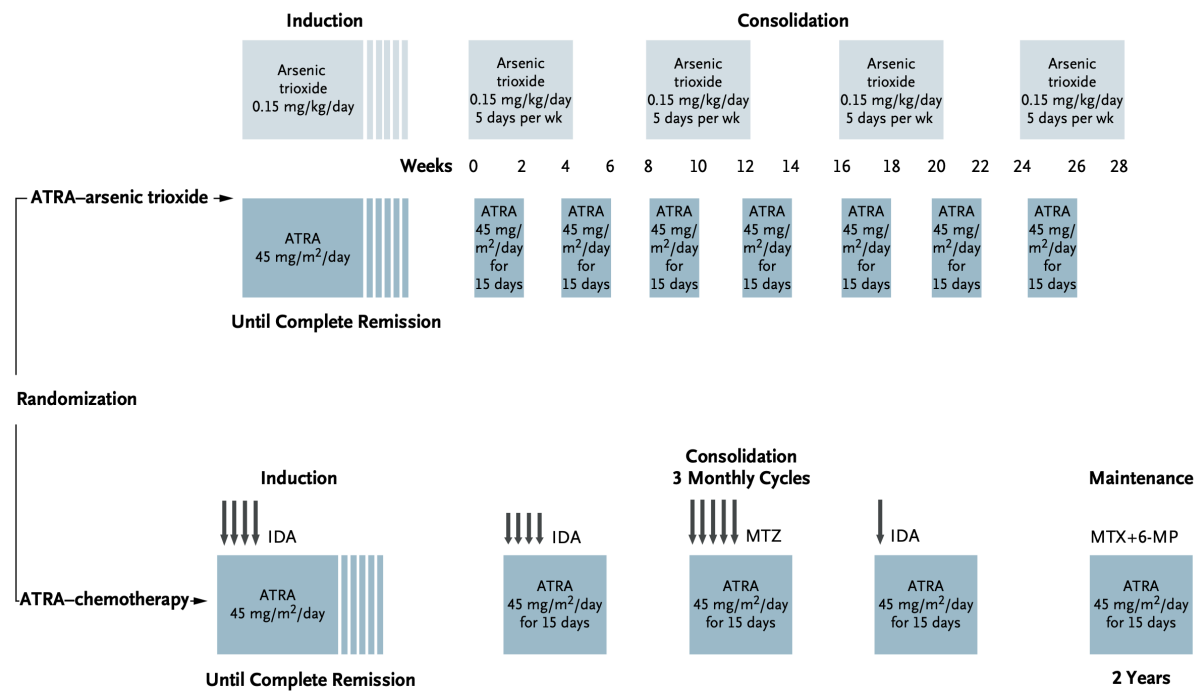 Induction
Consolidation
Arsenic
trioxide
0.15 mg/kg/day
Arsenic
trioxide
0.15 mg/kg/day
5 days per wk
Arsenic
trioxide
0.15 mg/kg/day
5 days per wk
Arsenic
trioxide
0.15 mg/kg/day
5 days per wk
Arsenic
trioxide
0.15 mg/kg/day
5 days per wk
Weeks 0 2 4 6 8 10 12 14 16 18 20 22 24 26 28
ATRA–arsenic trioxide
ATRA
45 mg/m²/day
ATRA
45 mg/
m²/day
for
15 days
ATRA
45 mg/
m²/day
for
15 days
ATRA
45 mg/
m²/day
for
15 days
ATRA
45 mg/
m²/day
for
15 days
ATRA
45 mg/
m²/day
for
15 days
ATRA
45 mg/
m²/day
for
15 days
ATRA
45 mg/
m²/day
for
15 days
Until Complete Remission
Randomization
Induction
Consolidation
3 Monthly Cycles
Maintenance
IDA
IDA
MTZ
IDA
MTX+6-MP
ATRA–chemotherapy
ATRA
45 mg/m²/day
ATRA
45 mg/m²/day
for 15 days
ATRA
45 mg/m²/day
for 15 days
ATRA
45 mg/m²/day
for 15 days
ATRA
45 mg/m²/day
for 15 days
Until Complete Remission
2 Years